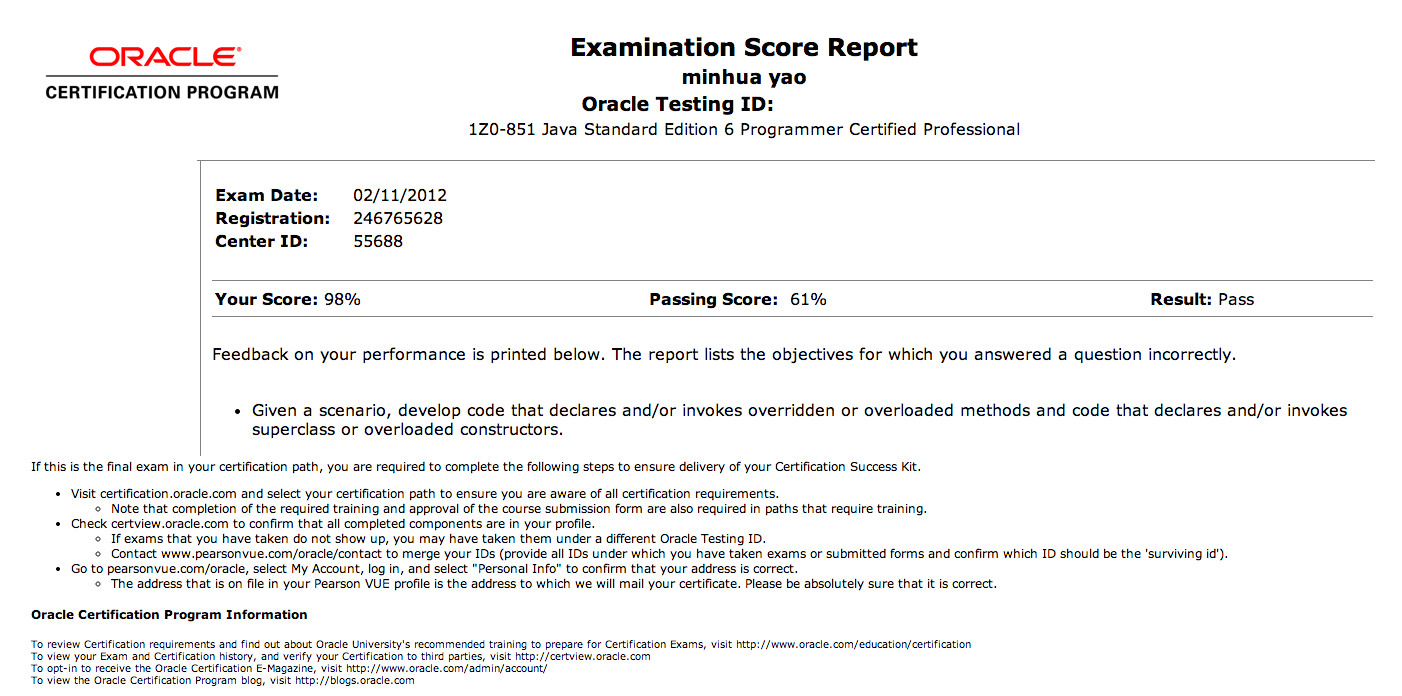 ORACLE
CERTIFICATION PROGRAM
Examination Score Report
minhua yao
Oracle Testing ID:
1Z0-851 Java Standard Edition 6 Programmer Certified Professional
Exam Date: 02/11/2012
Registration: 246765628
Center ID: 55688
Your Score: 98% Passing Score: 61% Result: Pass
Feedback on your performance is printed below. The report lists the objectives for which you answered a question incorrectly.
• Given a scenario, develop code that declares and/or invokes overridden or overloaded methods and code that declares and/or invokes
superclass or overloaded constructors.
If this is the final exam in your certification path, you are required to complete the following steps to ensure delivery of your Certification Success Kit.
• Visit certification.oracle.com and select your certification path to ensure you are aware of all certification requirements.
◦ Note that completion of the required training and approval of the course submission form are also required in paths that require training.
• Check certview.oracle.com to confirm that all completed components are in your profile.
◦ If exams that you have taken do not show up, you may have taken them under a different Oracle Testing ID.
◦ Contact www.pearsonvue.com/oracle/contact to merge your IDs (provide all IDs under which you have taken exams or submitted forms and confirm which ID should be the 'surviving id').
• Go to pearsonvue.com/oracle, select My Account, log in, and select "Personal Info" to confirm that your address is correct.
◦ The address that is on file in your Pearson VUE profile is the address to which we will mail your certificate. Please be absolutely sure that it is correct.
Oracle Certification Program Information
To review Certification requirements and find out about Oracle University's recommended training to prepare for Certification Exams, visit http://www.oracle.com/education/certification
To view your Exam and Certification history, and verify your Certification to third parties, visit http://certview.oracle.com
To opt-in to receive the Oracle Certification E-Magazine, visit http://www.oracle.com/admin/account/
To view the Oracle Certification Program blog, visit http://blogs.oracle.com